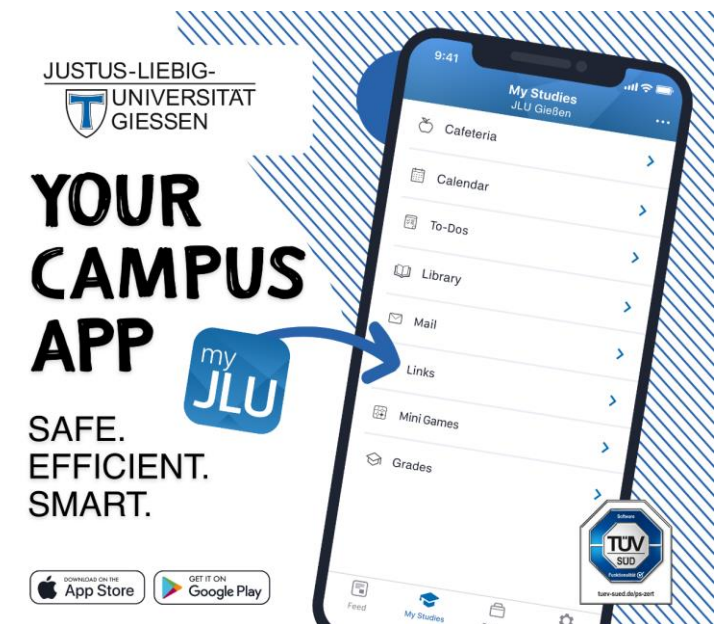 JUSTUS-LIEBIG-
UNIVERSITÄT
GIESSEN
YOUR
CAMPUS
APP
my
JLU
SAFE.
EFFICIENT.
SMART.
DOWNLOAD ON THE
App Store
GET IT ON
Google Play
9:41
My Studies
JLU Gießen
Cafeteria
Calendar
To-Dos
Library
Mail
Links
Mini Games
Grades
Feed
My Studies
Software
TÜV
SÜD
Funktionalität
tuev-sued.de/ps-zert